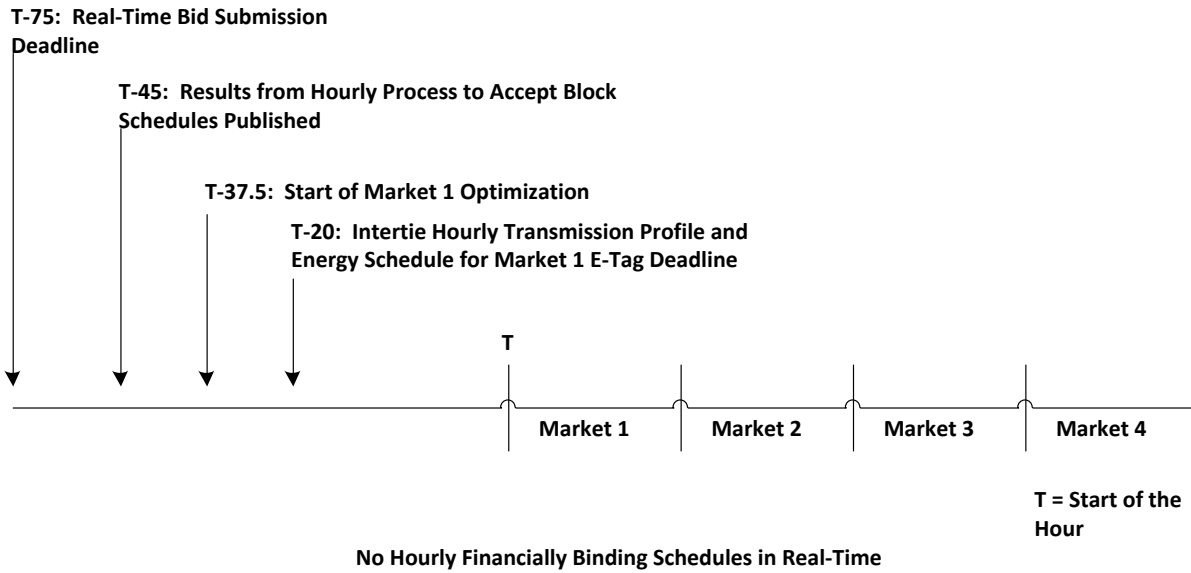 T-75:  Real-Time Bid Submission
Deadline
T-45:  Results from Hourly Process to Accept Block
Schedules Published
T-37.5:  Start of Market 1 Optimization
T-20:  Intertie Hourly Transmission Profile and
Energy Schedule for Market 1 E-Tag Deadline
T
Market 1
Market 2
Market 3
Market 4
T = Start of the
Hour
No Hourly Financially Binding Schedules in Real-Time